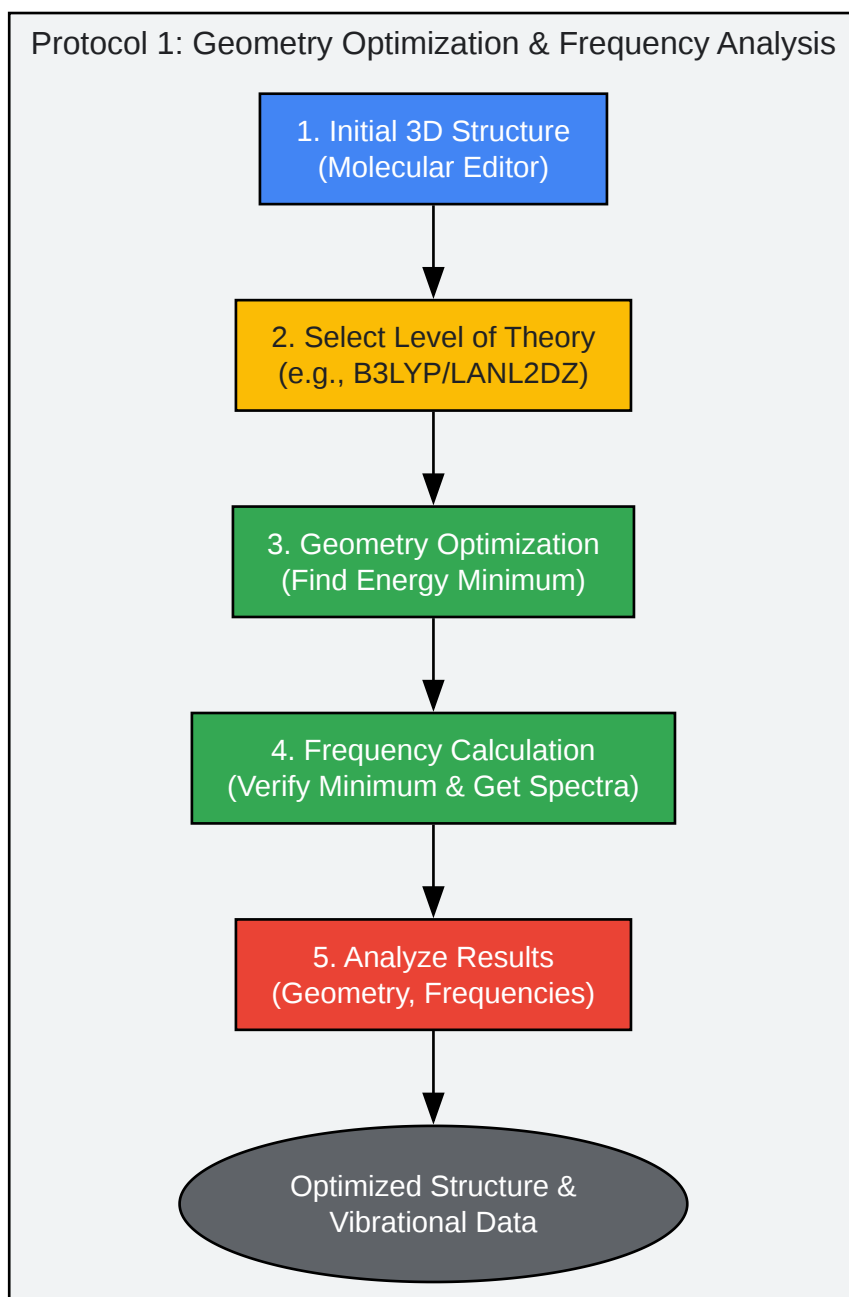 Protocol 1: Geometry Optimization & Frequency Analysis
1. Initial 3D Structure
(Molecular Editor)
2. Select Level of Theory
(e.g., B3LYP/LANL2DZ)
3. Geometry Optimization
(Find Energy Minimum)
4. Frequency Calculation
(Verify Minimum & Get Spectra)
5. Analyze Results
(Geometry, Frequencies)
Optimized Structure &
Vibrational Data